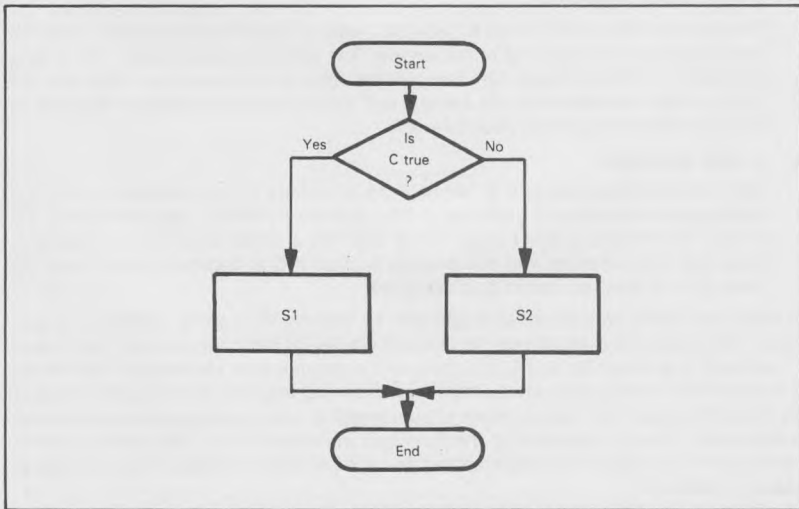 Start
Yes
Is
C true
?
No
S1
S2
End